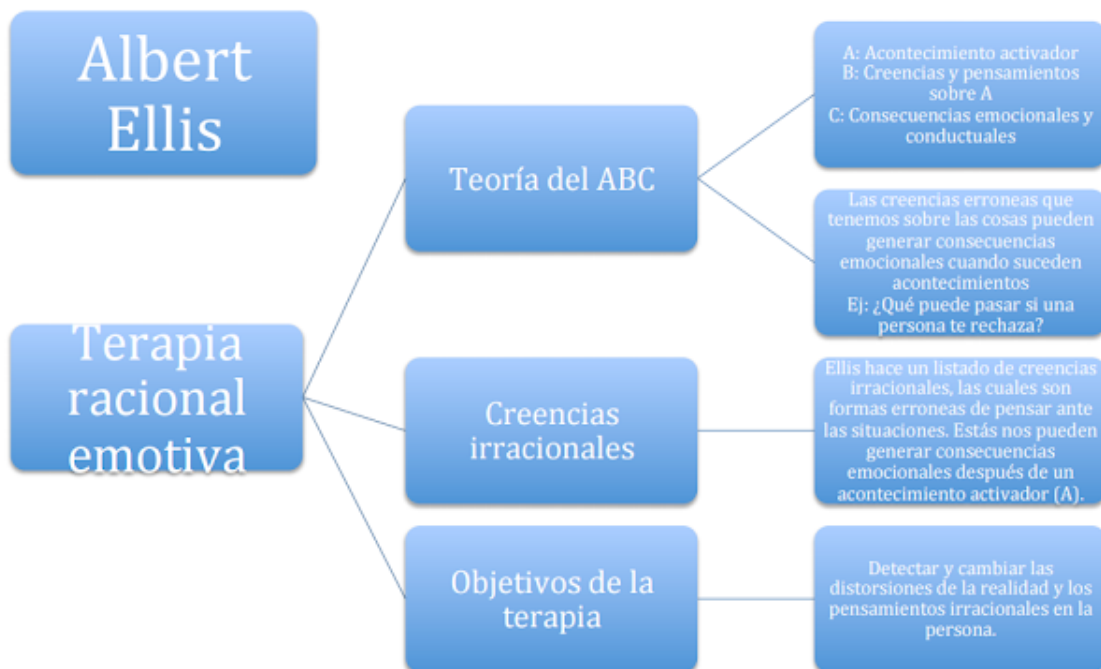 Albert
Ellis
Terapia
racional
emotiva
Teoría del ABC
A: Acontecimiento activador
B: Creencias y pensamientos
sobre A
C: Consecuencias emocionales y
conductuales
Las creencias erroneas que
tenemos sobre las cosas pueden
generar consecuencias
emocionales cuando suceden
acontecimientos
Ej: ¿Qué puede pasar si una
persona te rechaza?
Creencias
irracionales
Ellis hace un listado de creencias
irracionales, las cuales son
formas erroneas de pensar ante
las situaciones. Estás nos pueden
generar consecuencias
emocionales después de un
acontecimiento activador (A).
Objetivos de la
terapia
Detectar y cambiar las
distorsiones de la realidad y los
pensamientos irracionales en la
persona.